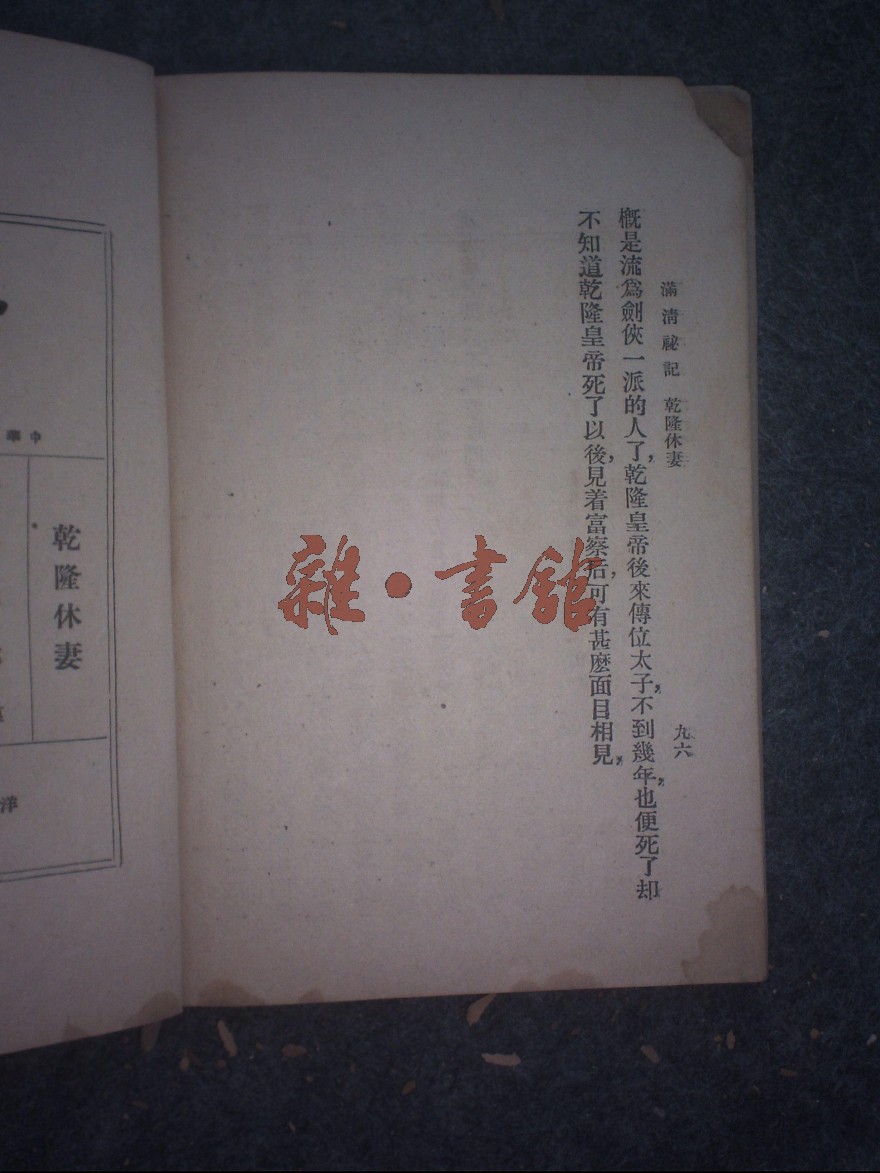 滿淸祕記　乾隆休妻
九六
概是流爲劍俠一派的人了，乾隆皇帝後來傳位太子，不到幾年，也便死了却
不知道乾隆皇帝死了以後，見着富察后，可有甚麽面目相見，
雜·書館
中華
乾隆休妻
洋